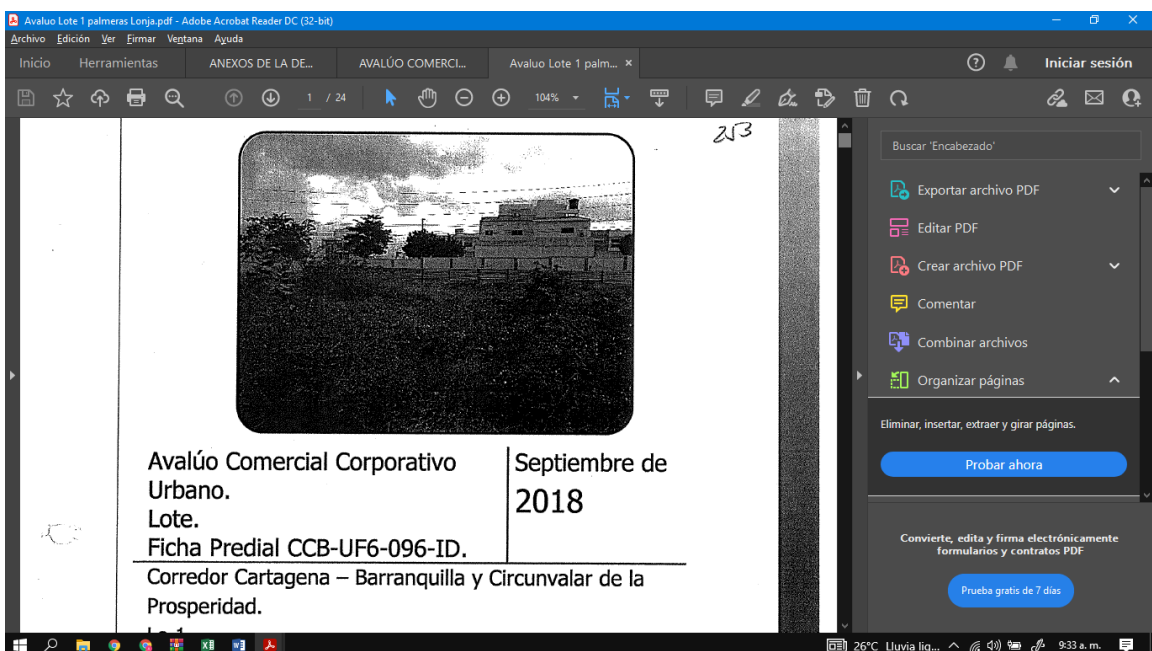 Avaluo Lote 1 palmeras Lonja.pdf - Adobe Acrobat Reader DC (32-bit)
Archivo Edición Ver Firmar Ventana Ayuda
Inicio Herramientas ANEXOS DE LA DE... AVALÚO COMERCI... Avaluo Lote 1 palm... × Iniciar sesión
1 / 24 104%
253
Buscar 'Encabezado'
Exportar archivo PDF
Editar PDF
Crear archivo PDF
Comentar
Combinar archivos
Organizar páginas
Eliminar, insertar, extraer y girar páginas.
Probar ahora
Convierte, edita y firma electrónicamente
formularios y contratos PDF
Prueba gratis de 7 días
Avalúo Comercial Corporativo
Urbano.
Lote.
Ficha Predial CCB-UF6-096-ID.
Septiembre de
2018
Corredor Cartagena – Barranquilla y Circunvalar de la
Prosperidad.
26°C Lluvia lig... 9:33 a. m.